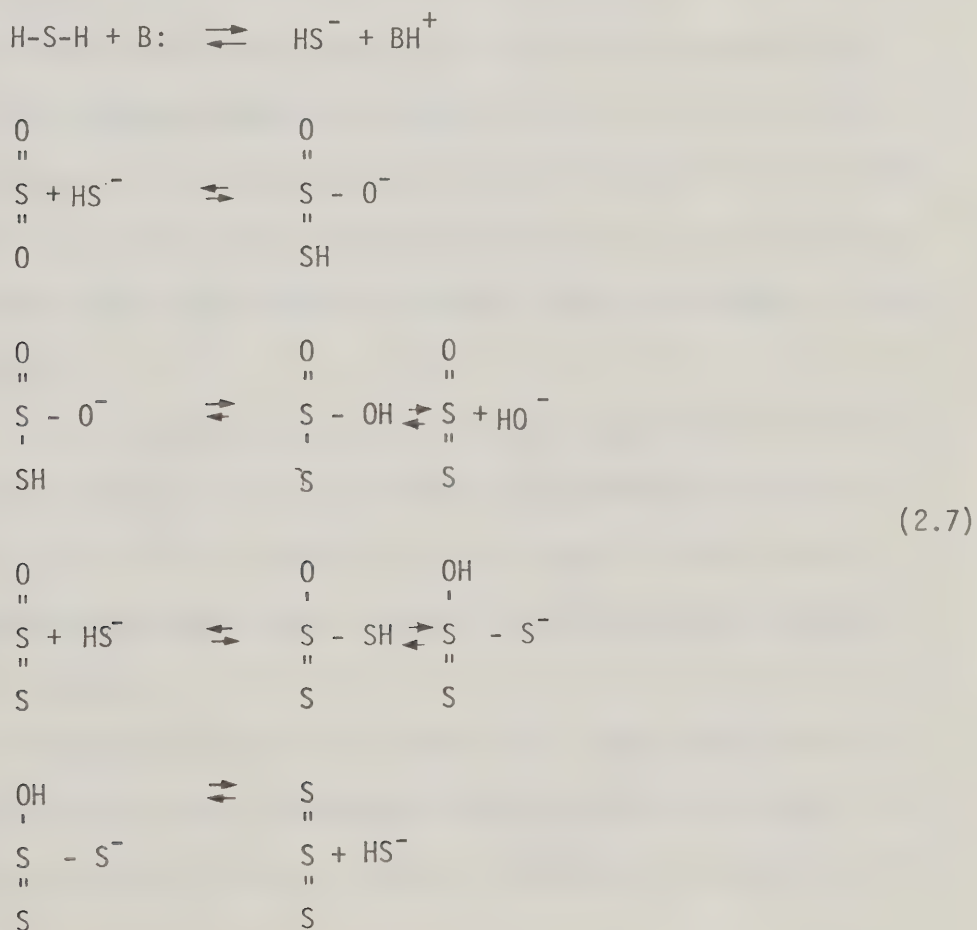 H-S-H + B: ⇌ HS⁻ + BH⁺
O O
" "
S + HS⁻ ⇌ S - O⁻
" "
O SH
O O O
" " "
S - O⁻ ⇌ S - OH ⇌ S + HO⁻
' ' "
SH S S
(2.7)
O O OH
" ' '
S + HS⁻ ⇌ S - SH ⇌ S - S⁻
" " "
S S S
OH ⇌ S
' "
S - S⁻ S + HS⁻
" "
S S